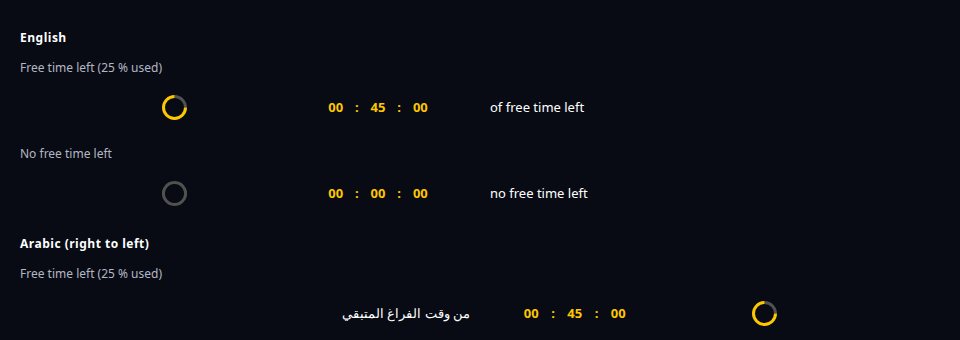 English
Free time left (25 % used)
00 : 45 : 00 of free time left
No free time left
00 : 00 : 00 no free time left
Arabic (right to left)
Free time left (25 % used)
00 : 45 : 00 من وقت الفراغ المتبقي